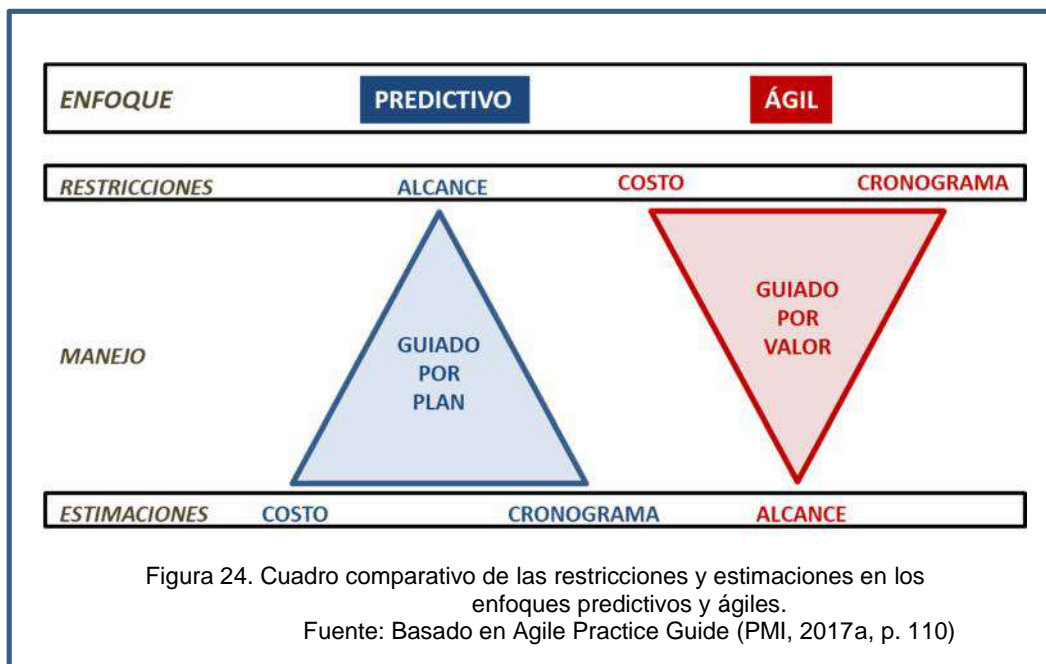 ENFOQUE PREDICTIVO ÁGIL
RESTRICCIONES ALCANCE COSTO CRONOGRAMA
GUIADO
POR
PLAN
GUIADO
POR
VALOR
MANEJO
ESTIMACIONES COSTO CRONOGRAMA ALCANCE
Figura 24. Cuadro comparativo de las restricciones y estimaciones en los
enfoques predictivos y ágiles.
Fuente: Basado en Agile Practice Guide (PMI, 2017a, p. 110)